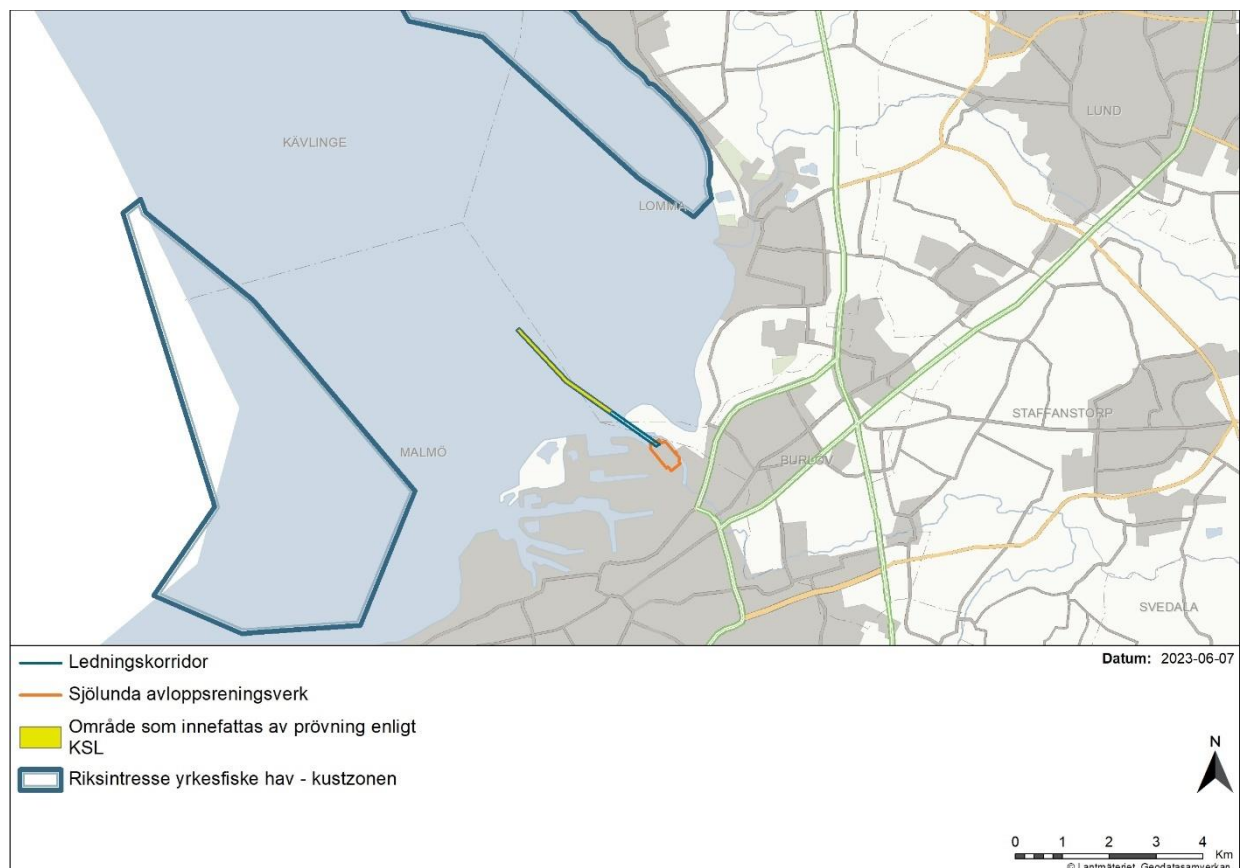 KÄVLINGE
LUND
LOMMA
MALMÖ
STAFFANSTORP
BURLÖV
SVEDALA
Ledningskorridor
Datum: 2023-06-07
Sjölunda avloppsreningsverk
Område som innefattas av prövning enligt
KSL
Riksintresse yrkesfiske hav - kustzonen
N
0 1 2 3 4
Km
© Lantmäteriet, Geodatasamverkan